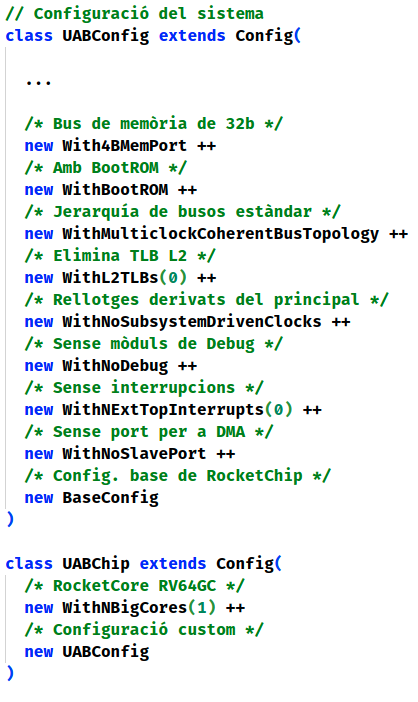 // Configuració del sistema
class UABConfig extends Config(
...
/* Bus de memòria de 32b */
new With4BMemPort ++
/* Amb BootROM */
new WithBootROM ++
/* Jerarquía de busos estàndar */
new WithMulticlockCoherentBusTopology ++
/* Elimina TLB L2 */
new WithL2TLBs(0) ++
/* Rellotges derivats del principal */
new WithNoSubsystemDrivenClocks ++
/* Sense mòduls de Debug */
new WithNoDebug ++
/* Sense interrupcions */
new WithNExtTopInterrupts(0) ++
/* Sense port per a DMA */
new WithNoSlavePort ++
/* Config. base de RocketChip */
new BaseConfig
)
class UABChip extends Config(
/* RocketCore RV64GC */
new WithNBigCores(1) ++
/* Configuració custom */
new UABConfig
)